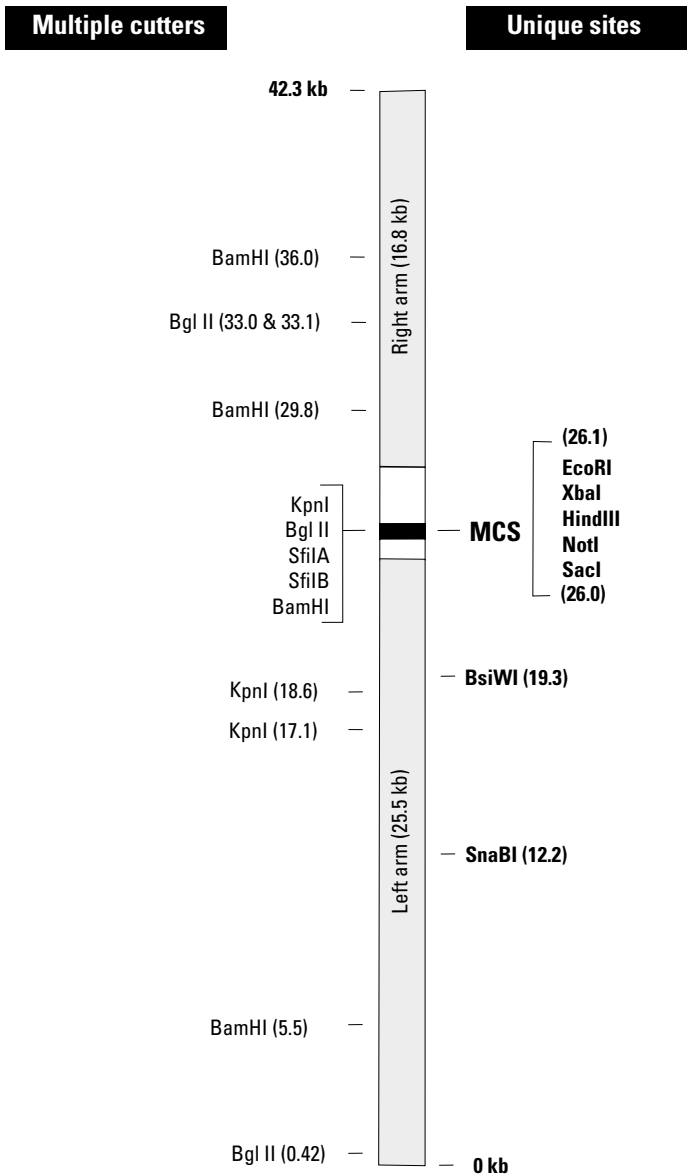 Multiple cutters
Unique sites
42.3 kb
Right arm (16.8 kb)
BamHI (36.0)
Bgl II (33.0 & 33.1)
BamHI (29.8)
(26.1)
EcoRI
XbaI
HindIII
NotI
SacI
(26.0)
KpnI
Bgl II
SfiIA
SfiIB
BamHI
MCS
BsiWI (19.3)
KpnI (18.6)
KpnI (17.1)
Left arm (25.5 kb)
SnaBI (12.2)
BamHI (5.5)
Bgl II (0.42)
0 kb